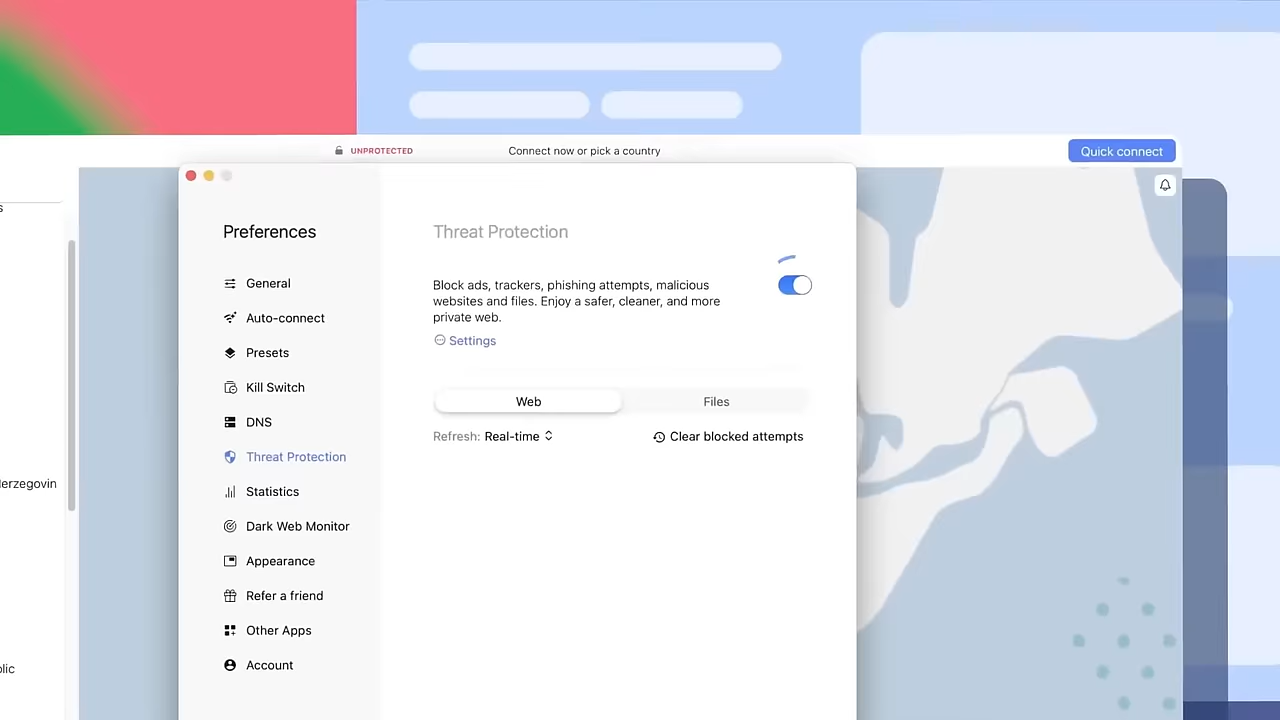 UNPROTECTED
Connect now or pick a country
Quick connect
s
Preferences
Threat Protection
General
Block ads, trackers, phishing attempts, malicious
websites and files. Enjoy a safer, cleaner, and more
private web.
Settings
Auto-connect
Presets
Kill Switch
Web
Files
DNS
Refresh: Real-time
Clear blocked attempts
Threat Protection
erzegovin
Statistics
Dark Web Monitor
Appearance
Refer a friend
Other Apps
Account
blic